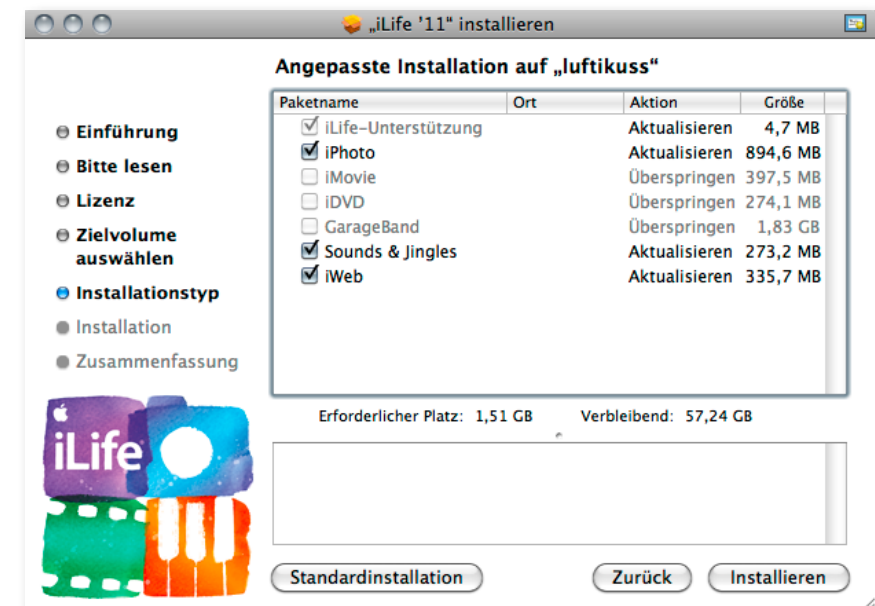 „iLife ’11“ installieren
Angepasste Installation auf „luftikuss“
Einführung
Bitte lesen
Lizenz
Zielvolume
auswählen
Installationstyp
Installation
Zusammenfassung
Paketname Ort Aktion Größe
iLife-Unterstützung Aktualisieren 4,7 MB
iPhoto Aktualisieren 894,6 MB
iMovie Überspringen 397,5 MB
iDVD Überspringen 274,1 MB
GarageBand Überspringen 1,83 GB
Sounds & Jingles Aktualisieren 273,2 MB
iWeb Aktualisieren 335,7 MB
Erforderlicher Platz: 1,51 GB Verbleibend: 57,24 GB
iLife
Standardinstallation Zurück Installieren